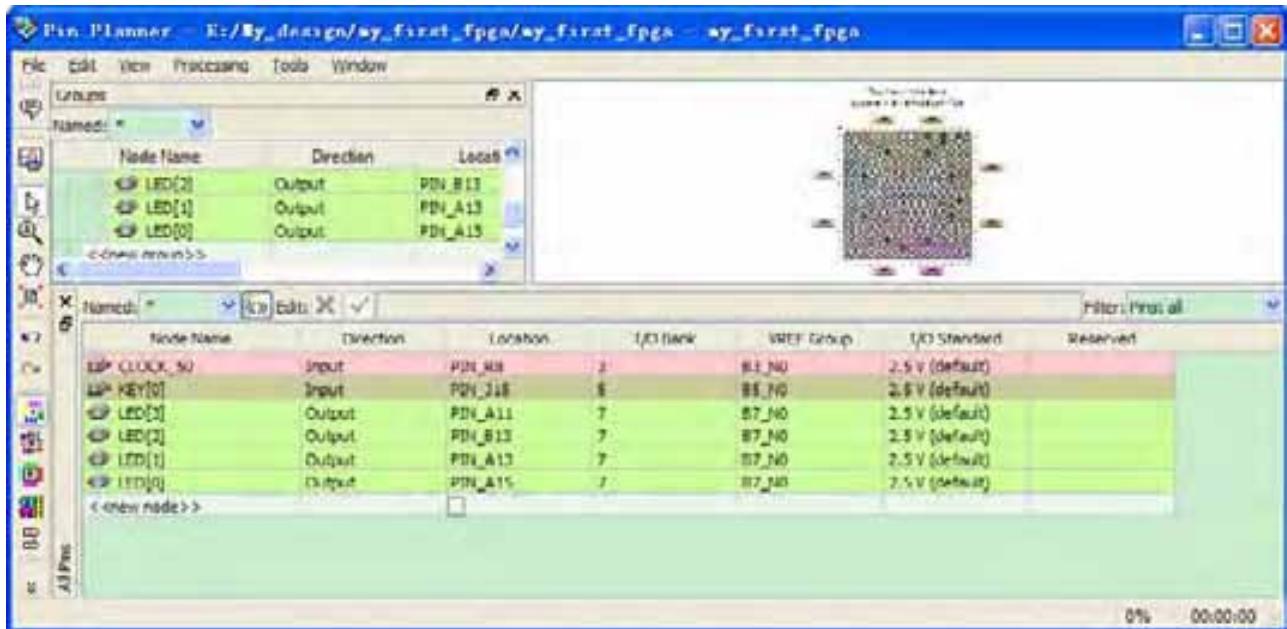 Pin Planner - E:/My_design/my_first_fpga/my_first_fpga - my_first_fpga
File Edit View Processing Tools Window
Groups
Named: *
Node Name Direction Locati
LED[2] Output PIN_B13
LED[1] Output PIN_A13
LED[0] Output PIN_A15
<<new group>>
Named: * Edit: Filter: Pins: all
Node Name Direction Location I/O Bank VREF Group I/O Standard Reserved
CLOCK_50 Input PIN_R8 3 B3_N0 2.5 V (default)
KEY[0] Input PIN_J15 5 B5_N0 2.5 V (default)
LED[3] Output PIN_A11 7 B7_N0 2.5 V (default)
LED[2] Output PIN_B13 7 B7_N0 2.5 V (default)
LED[1] Output PIN_A13 7 B7_N0 2.5 V (default)
LED[0] Output PIN_A15 7 B7_N0 2.5 V (default)
<<new node>>
All Pins
0% 00:00:00